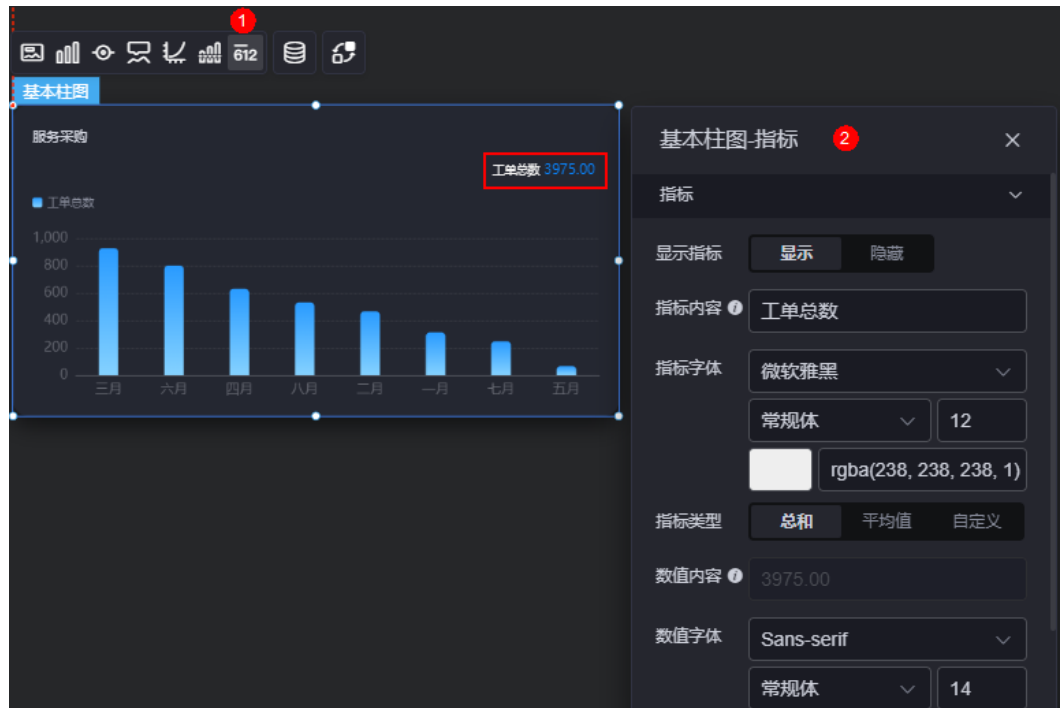 1
612
基本柱图
服务采购
工单总数 3975.00
工单总数
1,000
800
600
400
200
0
三月 六月 四月 八月 二月 一月 七月 五月
基本柱图-指标 2
指标
显示指标 显示 隐藏
指标内容 工单总数
指标字体 微软雅黑
常规体 12
rgba(238, 238, 238, 1)
指标类型 总和 平均值 自定义
数值内容 3975.00
数值字体 Sans-serif
常规体 14